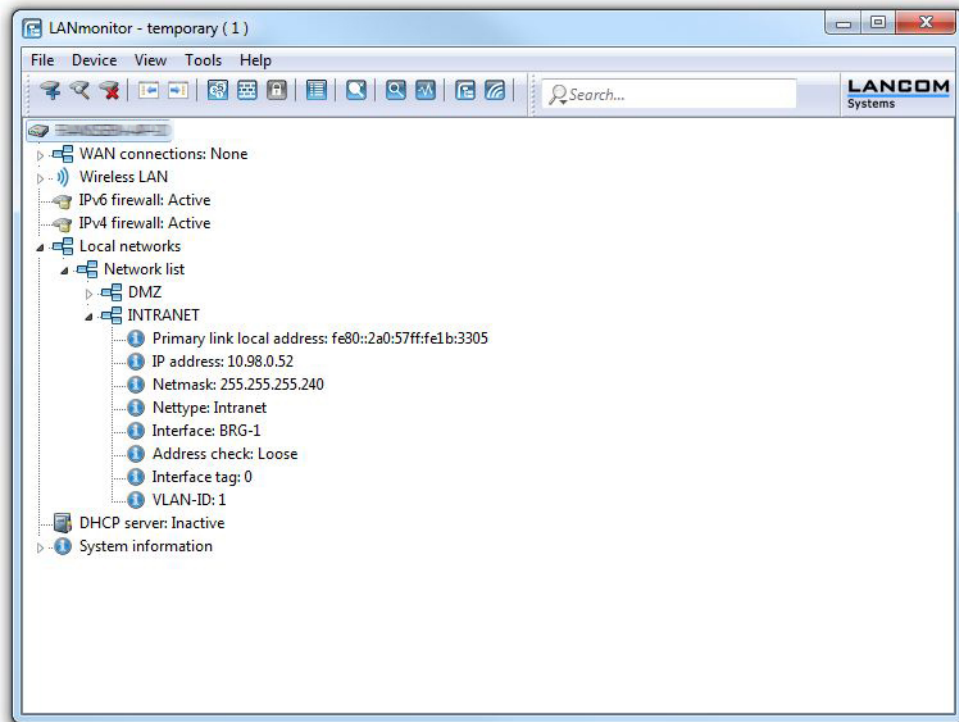 LANmonitor - temporary ( 1 )
File Device View Tools Help
Search...
LANCOM
Systems
WAN connections: None
Wireless LAN
IPv6 firewall: Active
IPv4 firewall: Active
Local networks
Network list
DMZ
INTRANET
Primary link local address: fe80::2a0:57ff:fe1b:3305
IP address: 10.98.0.52
Netmask: 255.255.255.240
Nettype: Intranet
Interface: BRG-1
Address check: Loose
Interface tag: 0
VLAN-ID: 1
DHCP server: Inactive
System information